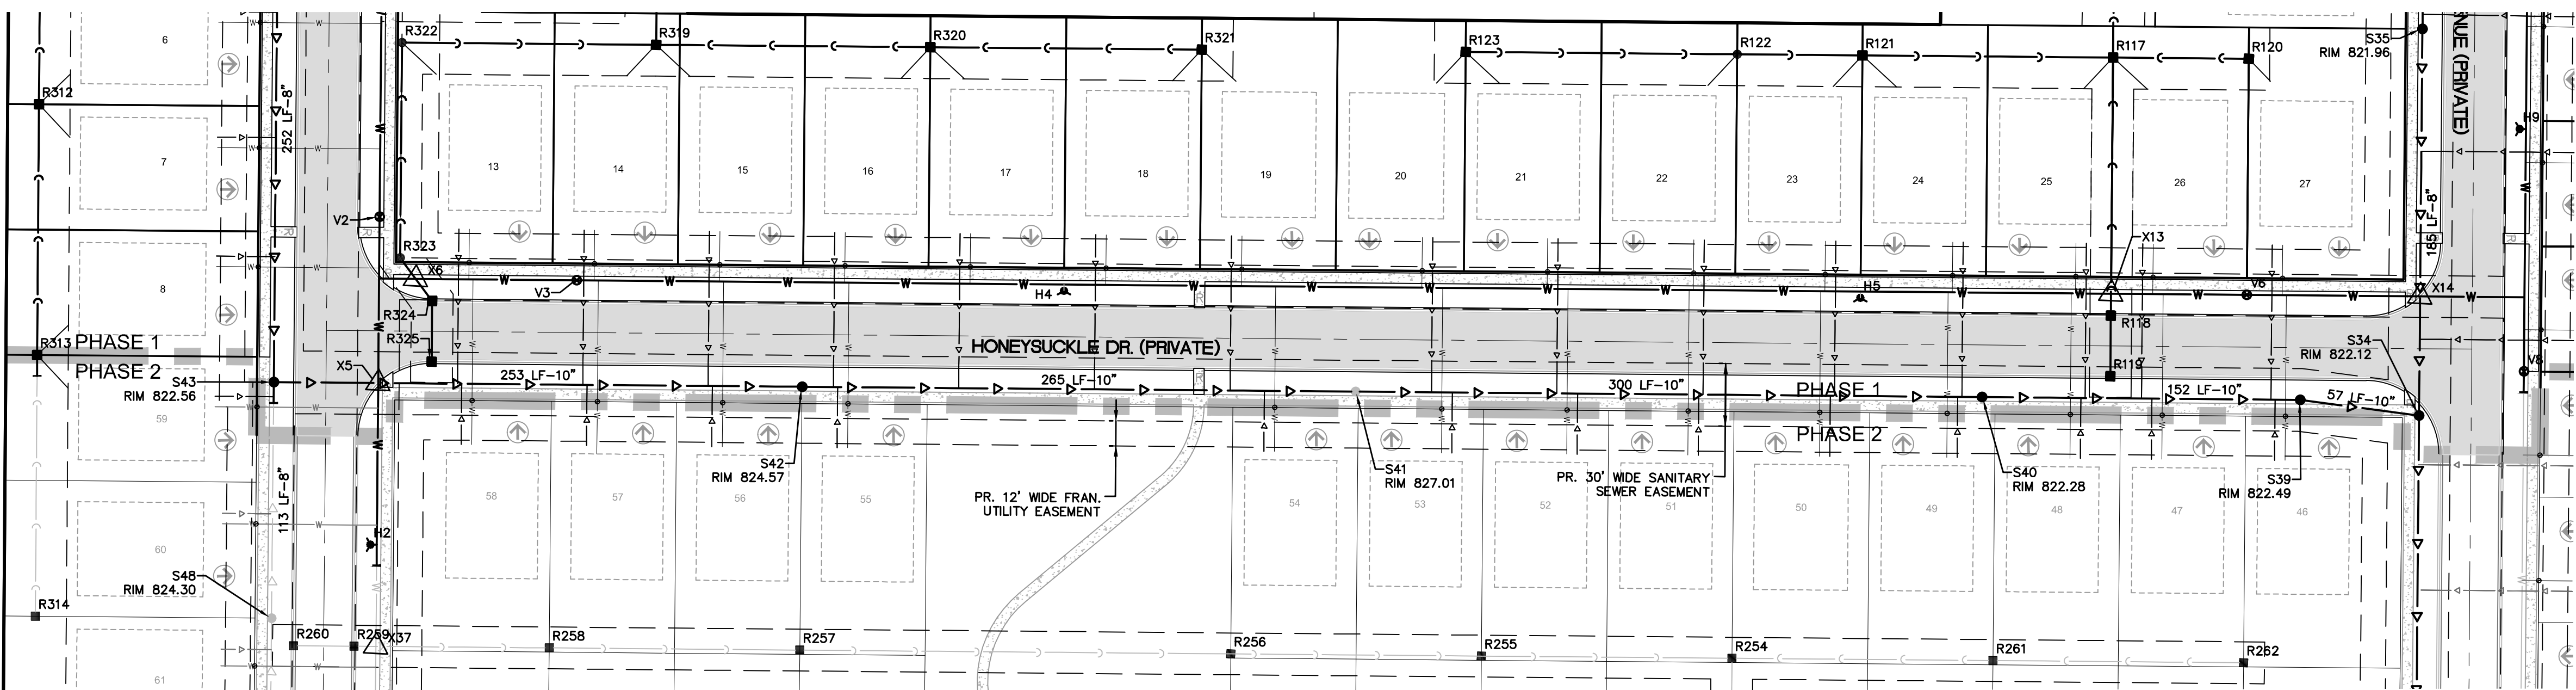 6
R322
R319
R320
R321
R123
R122
R121
R117
R120
S35
RIM 821.96
NUE (PRIVATE)
R312
252 LF-8"
H9
7
13
14
15
16
17
18
19
20
21
22
23
24
25
26
27
V2
R
R323
X6
X13
185 LF-8"
R
R
8
V3
W
H4
R
H5
V6
X14
R324
R118
R313
PHASE 1
R325
HONEYSUCKLE DR. (PRIVATE)
S34
RIM 822.12
V8
PHASE 2
X5
R119
S43
RIM 822.56
253 LF-10"
265 LF-10"
R
300 LF-10"
PHASE 1
152 LF-10"
57 LF-10"
59
PHASE 2
S42
RIM 824.57
S41
RIM 827.01
S40
RIM 822.28
S39
RIM 822.49
PR. 30' WIDE SANITARY
SEWER EASEMENT
PR. 12' WIDE FRAN.
UTILITY EASEMENT
113 LF-8"
58
57
56
55
54
53
52
51
50
49
48
47
46
H2
60
S48
RIM 824.30
R314
R260
R259
X37
R258
R257
R256
R255
R254
R261
R262
61